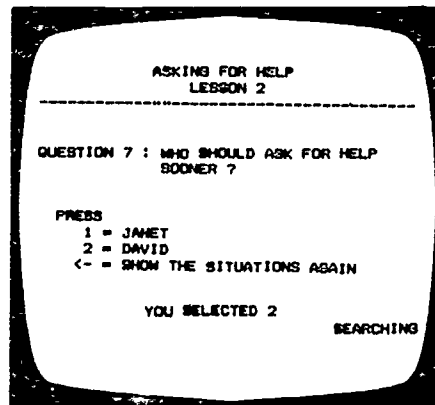 ASKING FOR HELP
LESSON 2
QUESTION 7 : WHO SHOULD ASK FOR HELP
SOONER ?
PRESS
1 = JANET
2 = DAVID
<- = SHOW THE SITUATIONS AGAIN
YOU SELECTED 2
SEARCHING